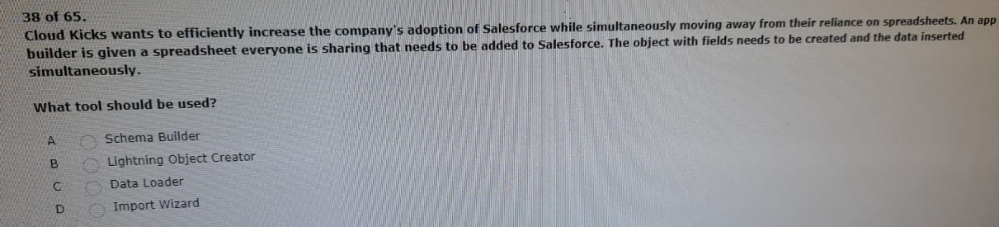 38 of 65.
Cloud Kicks wants to efficiently increase the company's adoption of Salesforce while simultaneously moving away from their reliance on spreadsheets. An app
builder is given a spreadsheet everyone is sharing that needs to be added to Salesforce. The object with fields needs to be created and the data inserted
simultaneously.
What tool should be used?
A Schema Builder
B Lightning Object Creator
C Data Loader
D Import Wizard